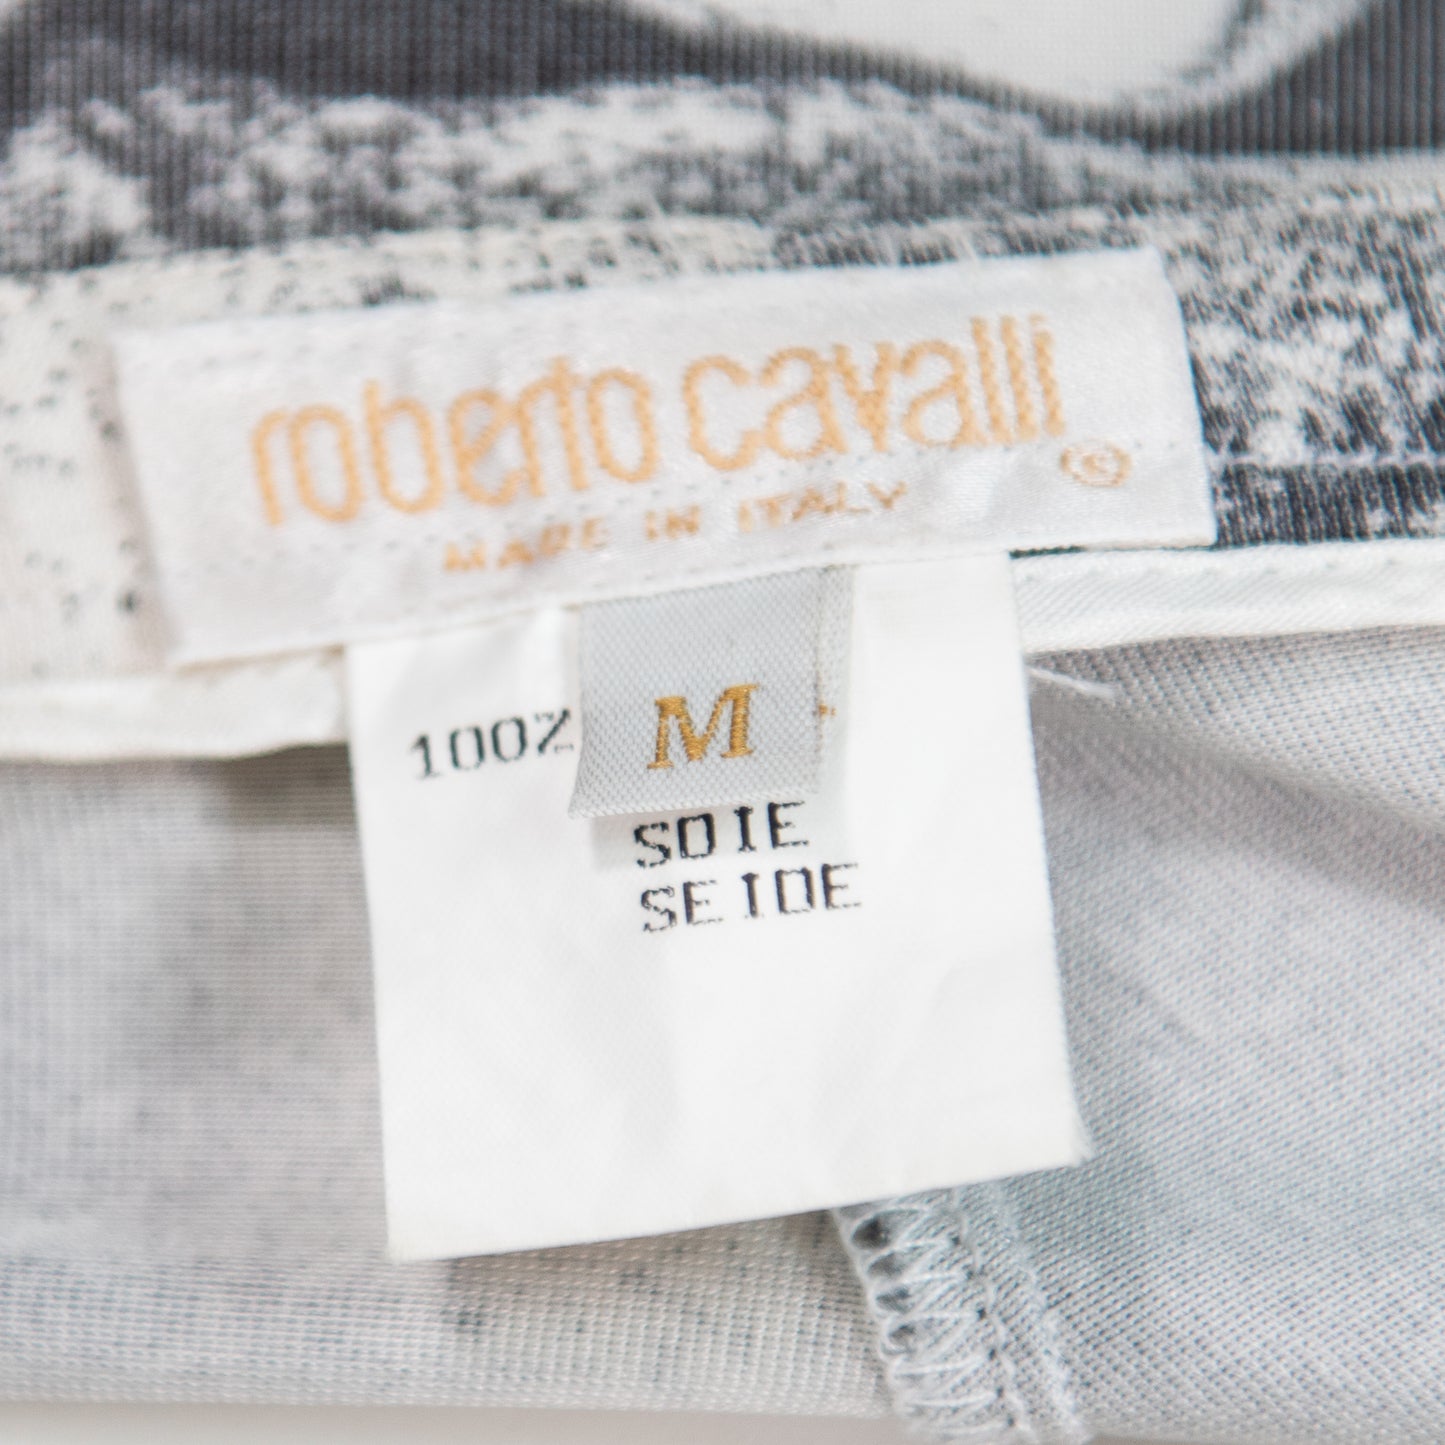 roberto cavalli
©
MADE IN ITALY
M
100%
SOIE
SEIDE